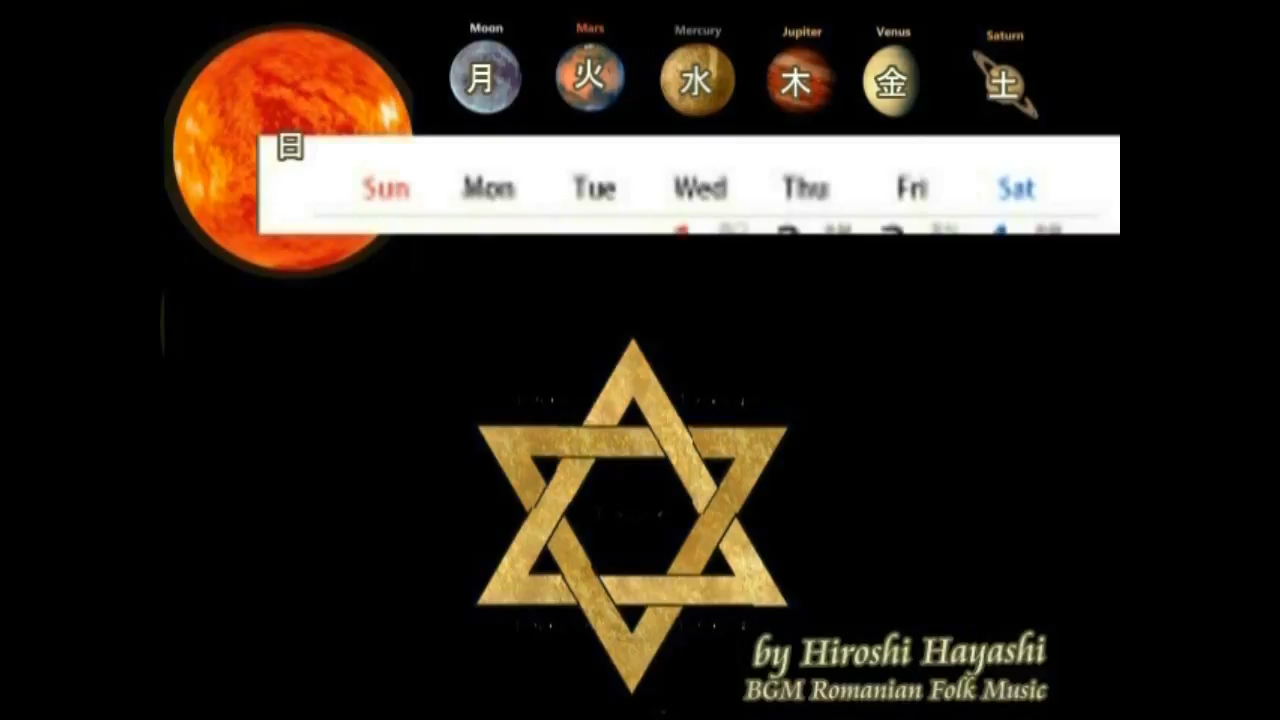 Moon Mars Mercury Jupiter Venus Saturn
月 火 水 木 金 土
日
Sun Mon Tue Wed Thu Fri Sat
by Hiroshi Hayashi
BGM Romanian Folk Music